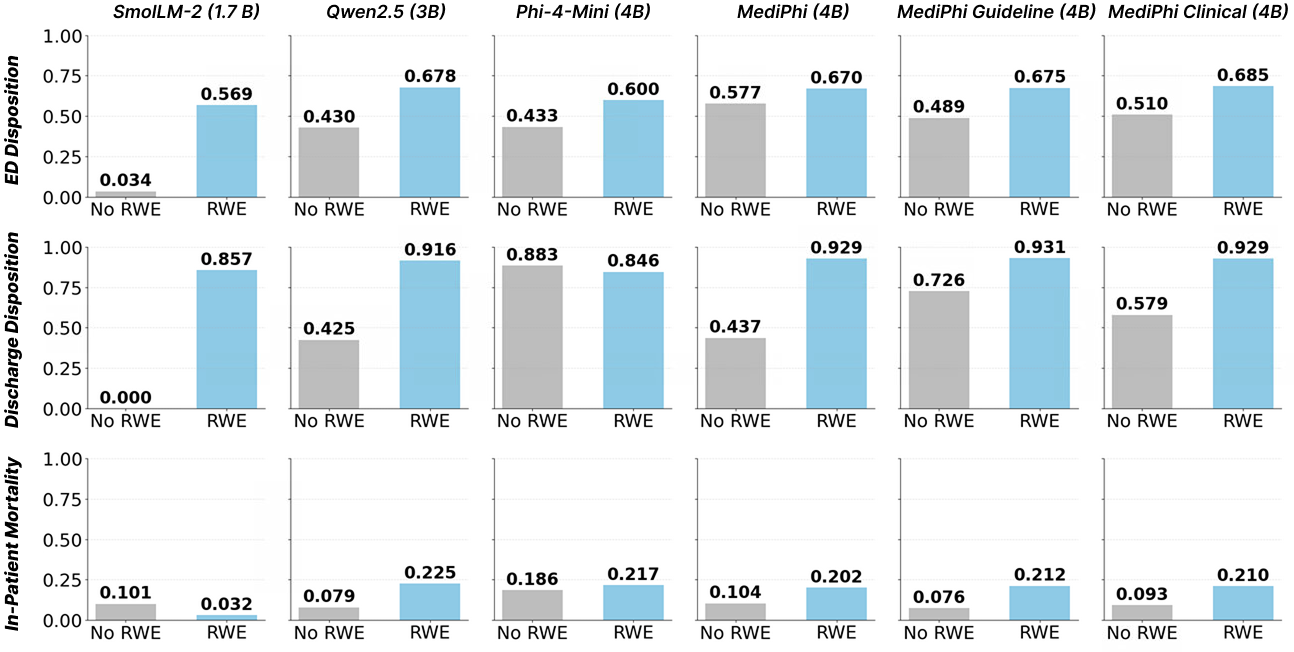 SmolLM-2 (1.7 B) Qwen2.5 (3B) Phi-4-Mini (4B) MediPhi (4B) MediPhi Guideline (4B) MediPhi Clinical (4B)
ED Disposition
1.00
0.75
0.50
0.25
0.00
0.034 0.569 0.430 0.678 0.433 0.600 0.577 0.670 0.489 0.675 0.510 0.685
No RWE RWE No RWE RWE No RWE RWE No RWE RWE No RWE RWE No RWE RWE
Discharge Disposition
1.00
0.75
0.50
0.25
0.00
0.000 0.857 0.425 0.916 0.883 0.846 0.437 0.929 0.726 0.931 0.579 0.929
No RWE RWE No RWE RWE No RWE RWE No RWE RWE No RWE RWE No RWE RWE
In-Patient Mortality
1.00
0.75
0.50
0.25
0.00
0.101 0.032 0.079 0.225 0.186 0.217 0.104 0.202 0.076 0.212 0.093 0.210
No RWE RWE No RWE RWE No RWE RWE No RWE RWE No RWE RWE No RWE RWE